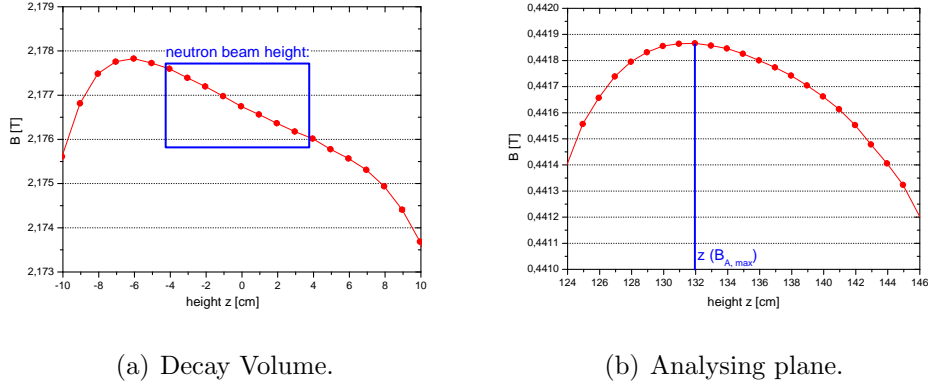 2,179
2,178
2,177
2,176
2,175
2,174
2,173
B [T]
neutron beam height:
-10 -8 -6 -4 -2 0 2 4 6 8 10
height z [cm]
(a) Decay Volume.
0,4420
0,4419
0,4418
0,4417
0,4416
0,4415
0,4414
0,4413
0,4412
0,4411
0,4410
B [T]
z (B_A, max)
124 126 128 130 132 134 136 138 140 142 144 146
height z [cm]
(b) Analysing plane.